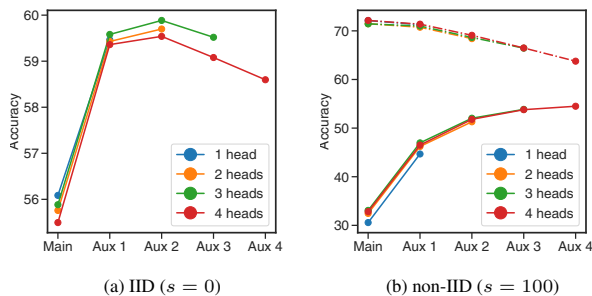 60
59
58
57
56
Accuracy
1 head
2 heads
3 heads
4 heads
Main Aux 1 Aux 2 Aux 3 Aux 4
(a) IID (s = 0)
70
60
50
40
30
Accuracy
1 head
2 heads
3 heads
4 heads
Main Aux 1 Aux 2 Aux 3 Aux 4
(b) non-IID (s = 100)